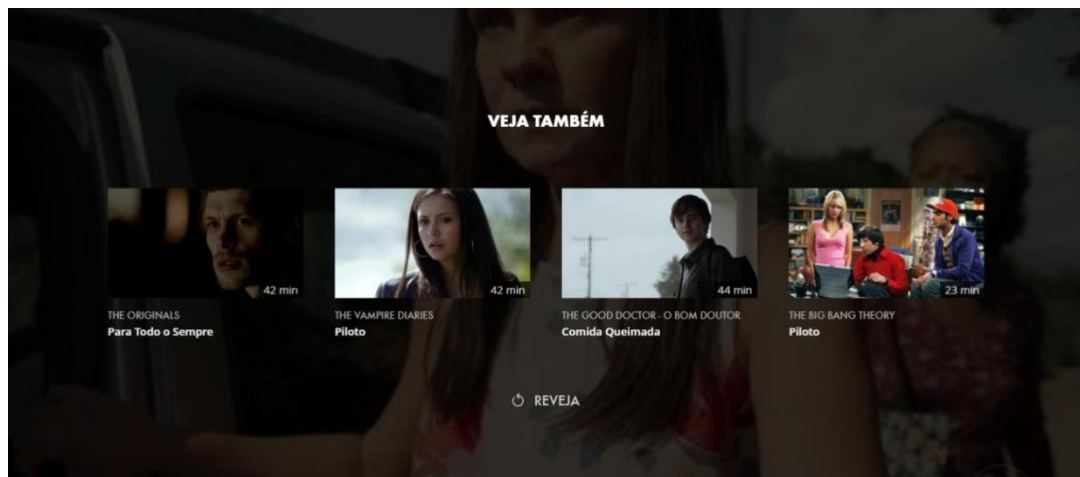 VEJA TAMBÉM
42 min
THE ORIGINALS
Para Todo o Sempre
42 min
THE VAMPIRE DIARIES
Piloto
44 min
THE GOOD DOCTOR - O BOM DOUTOR
Comida Queimada
23 min
THE BIG BANG THEORY
Piloto
REVEJA